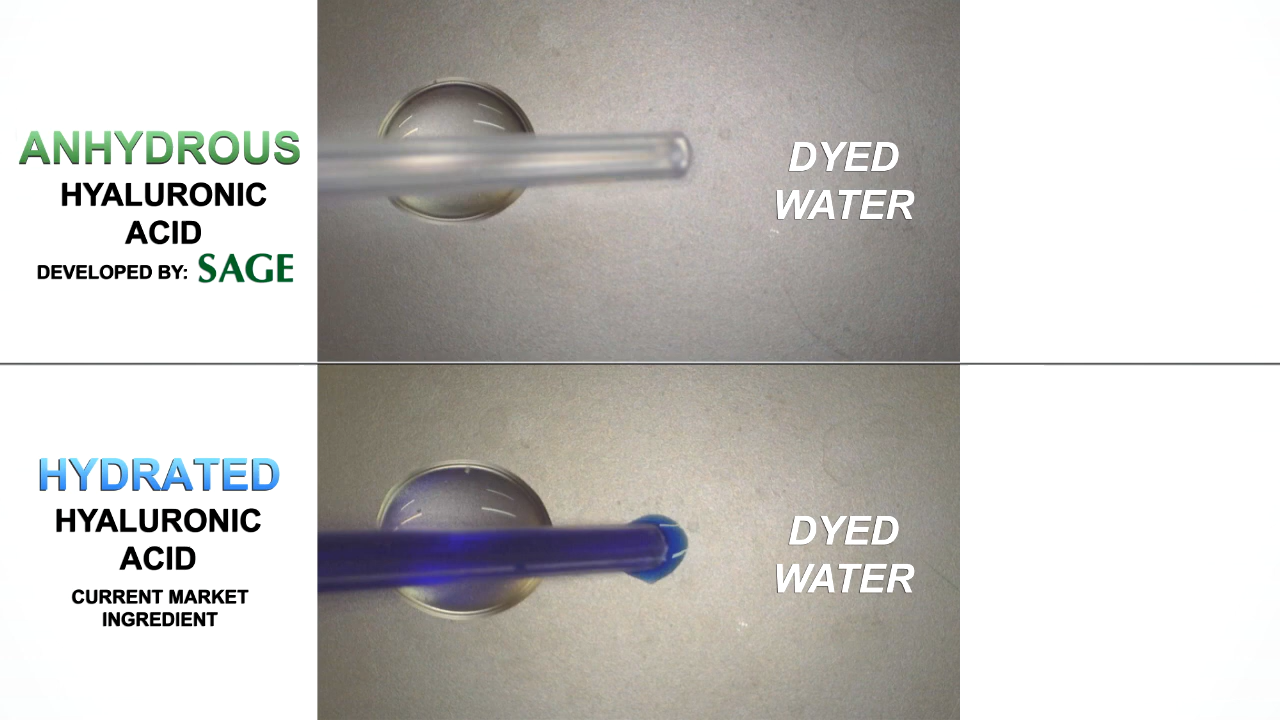 ANHYDROUS
HYALURONIC
ACID
DEVELOPED BY: SAGE
DYED
WATER
HYDRATED
HYALURONIC
ACID
CURRENT MARKET
INGREDIENT
DYED
WATER